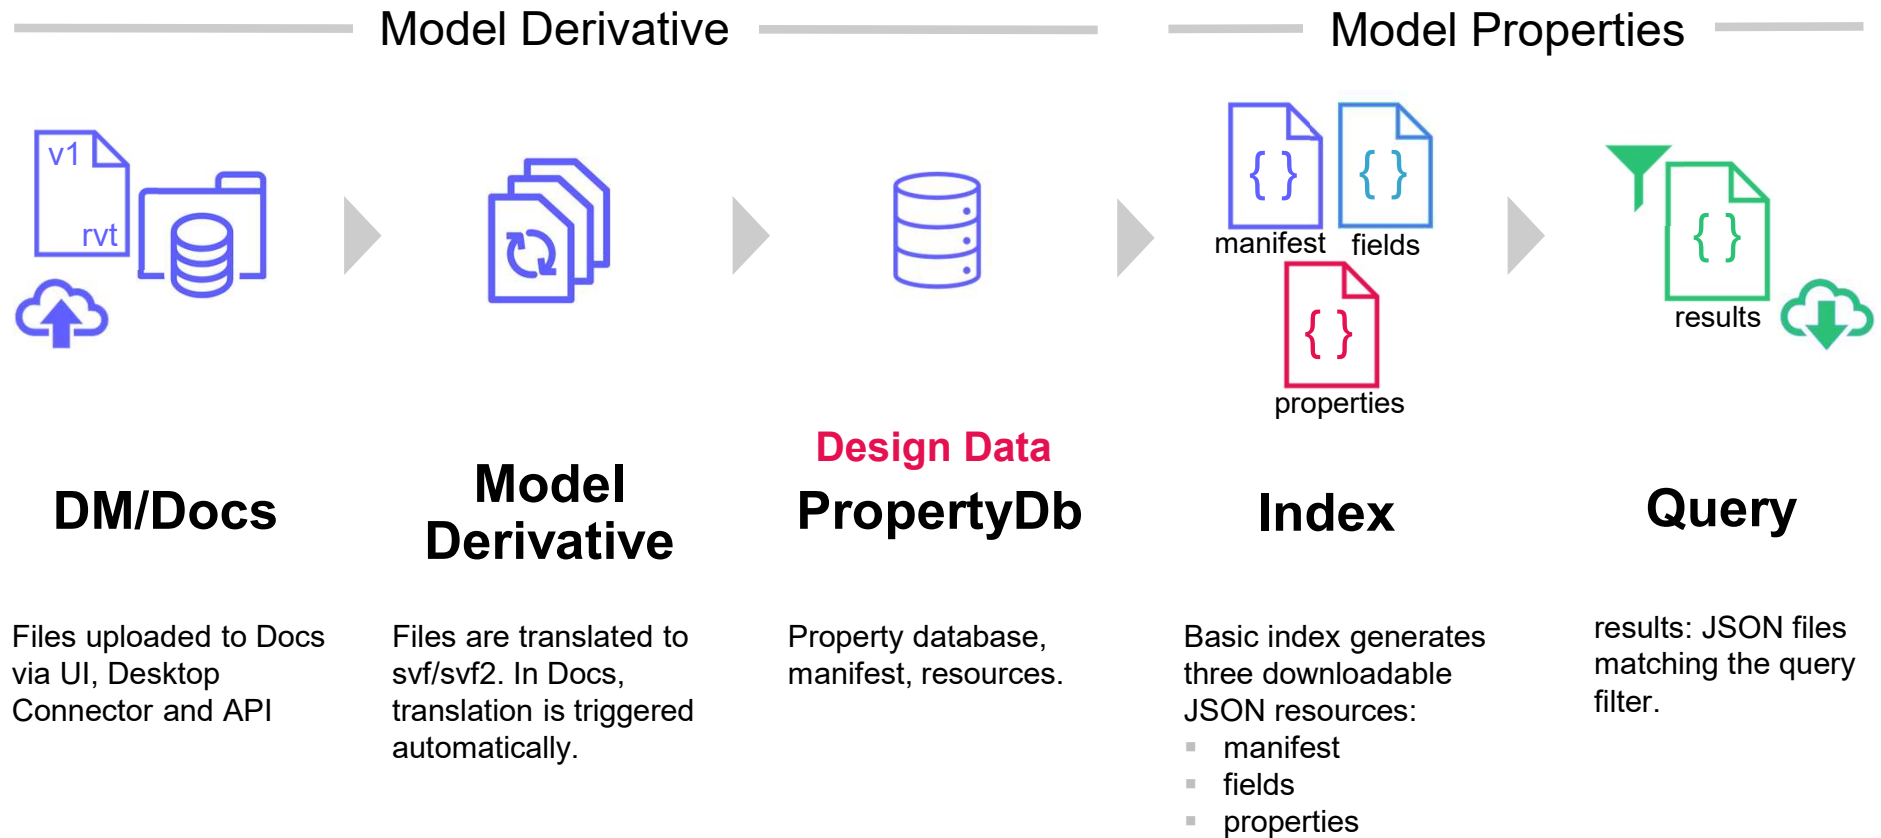 Model Derivative
Model Properties
v1
rvt
{ }
manifest
{ }
fields
{ }
properties
{ }
results
DM/Docs
Files uploaded to Docs
via UI, Desktop
Connector and API
Model
Derivative
Files are translated to
svf/svf2. In Docs,
translation is triggered
automatically.
Design Data
PropertyDb
Property database,
manifest, resources.
Index
Basic index generates
three downloadable
JSON resources:
▪ manifest
▪ fields
▪ properties
Query
results: JSON files
matching the query
filter.